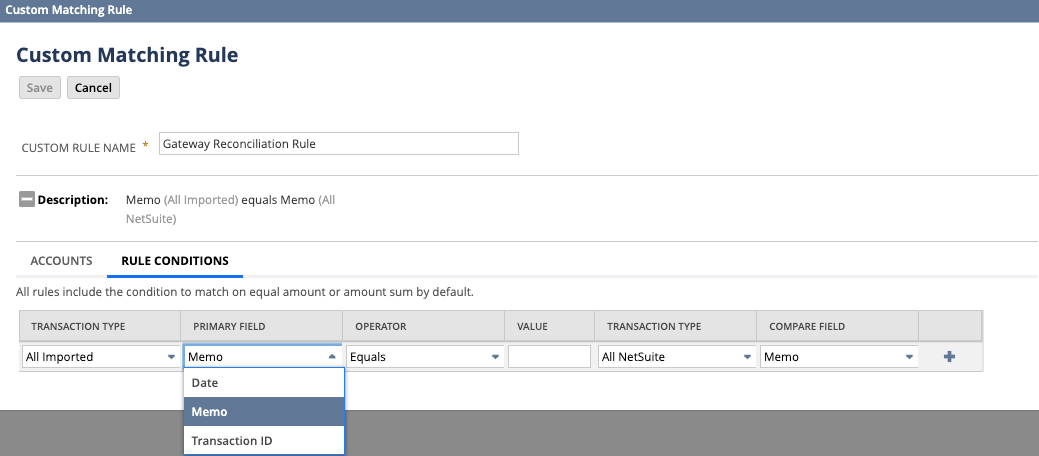 Custom Matching Rule
Custom Matching Rule
Save Cancel
CUSTOM RULE NAME * Gateway Reconciliation Rule
Description: Memo (All Imported) equals Memo (All
NetSuite)
ACCOUNTS RULE CONDITIONS
All rules include the condition to match on equal amount or amount sum by default.
TRANSACTION TYPE PRIMARY FIELD OPERATOR VALUE TRANSACTION TYPE COMPARE FIELD
All Imported Memo Equals All NetSuite Memo
Date
Memo
Transaction ID